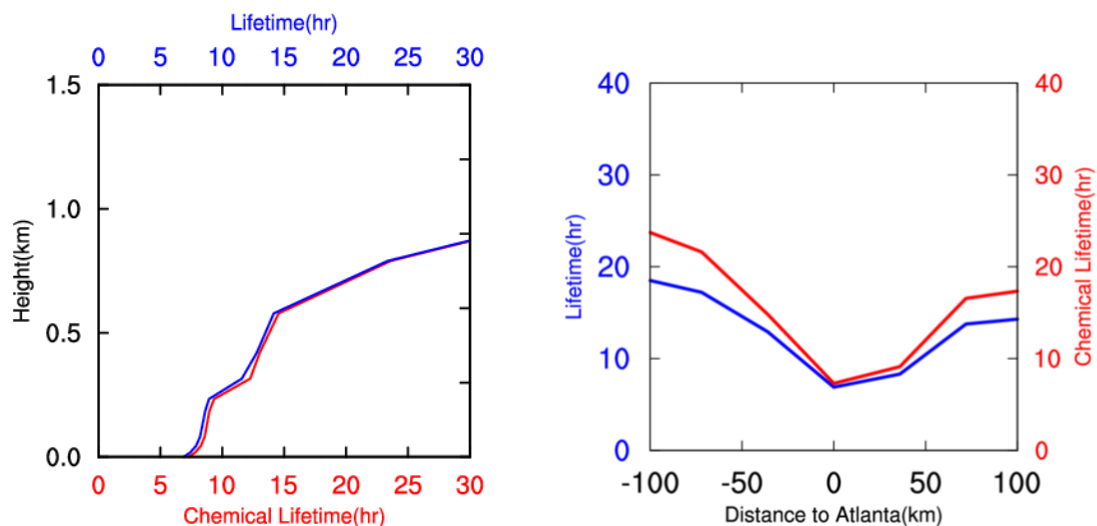 Lifetime(hr)
0 5 10 15 20 25 30
1.5
1.0
0.5
0.0
Height(km)
0 5 10 15 20 25 30
Chemical Lifetime(hr)
40 40
30 30
20 20
10 10
0 0
Lifetime(hr)
Chemical Lifetime(hr)
-100 -50 0 50 100
Distance to Atlanta(km)